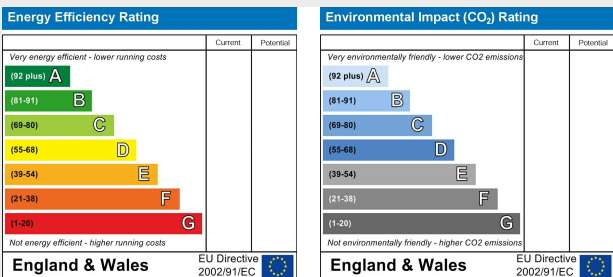 Energy Efficiency Rating
Current Potential
Very energy efficient - lower running costs
(92 plus) A
(81-91) B
(69-80) C
(55-68) D
(39-54) E
(21-38) F
(1-20) G
Not energy efficient - higher running costs
England & Wales
EU Directive
2002/91/EC
Environmental Impact (CO₂) Rating
Current Potential
Very environmentally friendly - lower CO2 emissions
(92 plus) A
(81-91) B
(69-80) C
(55-68) D
(39-54) E
(21-38) F
(1-20) G
Not environmentally friendly - higher CO2 emissions
England & Wales
EU Directive
2002/91/EC